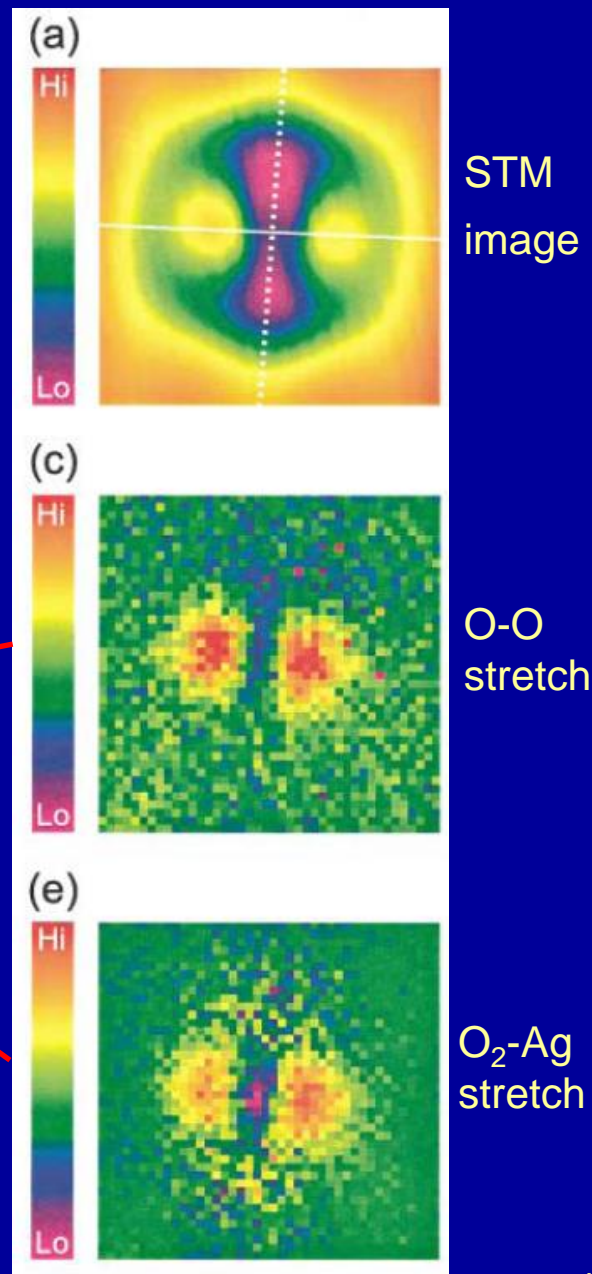 (a)
Hi
Lo
STM
image
(c)
Hi
Lo
O-O
stretch
(e)
Hi
Lo
O₂-Ag
stretch